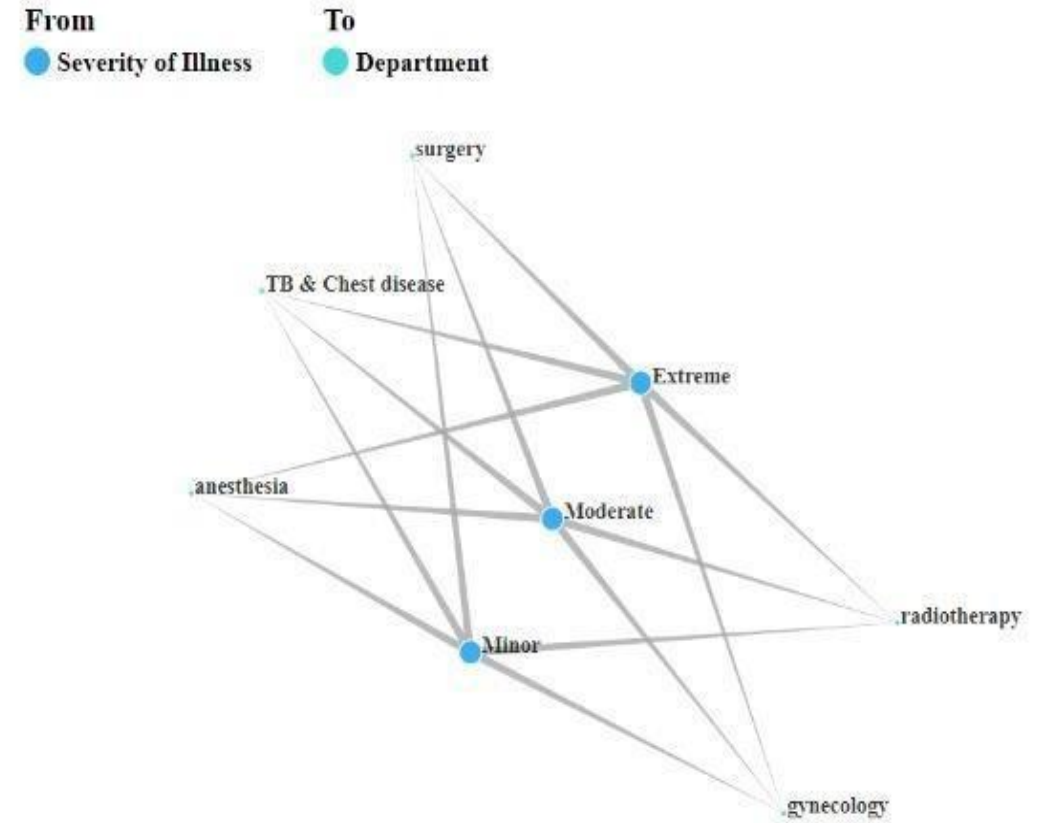 From To
Severity of Illness Department
surgery
TB & Chest disease
Extreme
anesthesia
Moderate
radiotherapy
Minor
gynecology